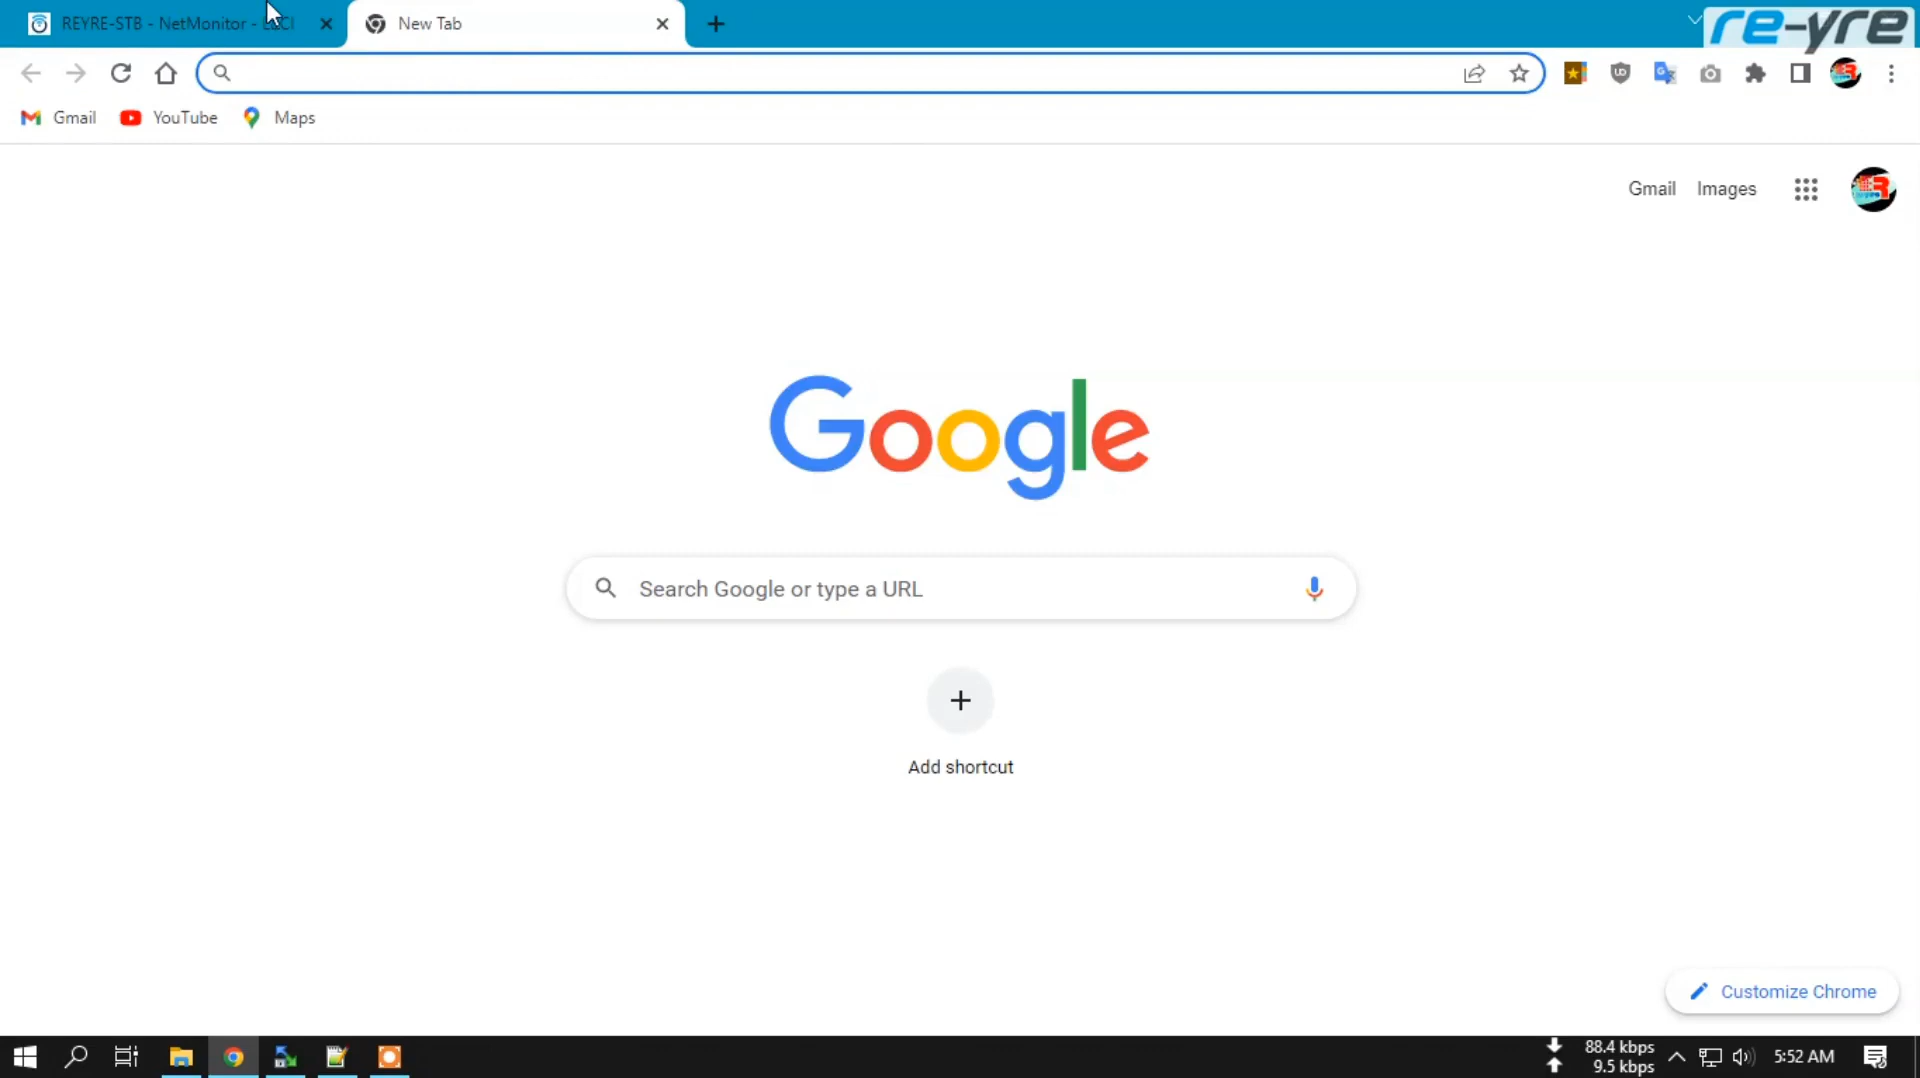 REYRE-STB - NetMonitor - LuCI
New Tab
re-yre
Gmail
YouTube
Maps
Gmail
Images
Google
Search Google or type a URL
Add shortcut
Customize Chrome
88.4 kbps
9.5 kbps
5:52 AM